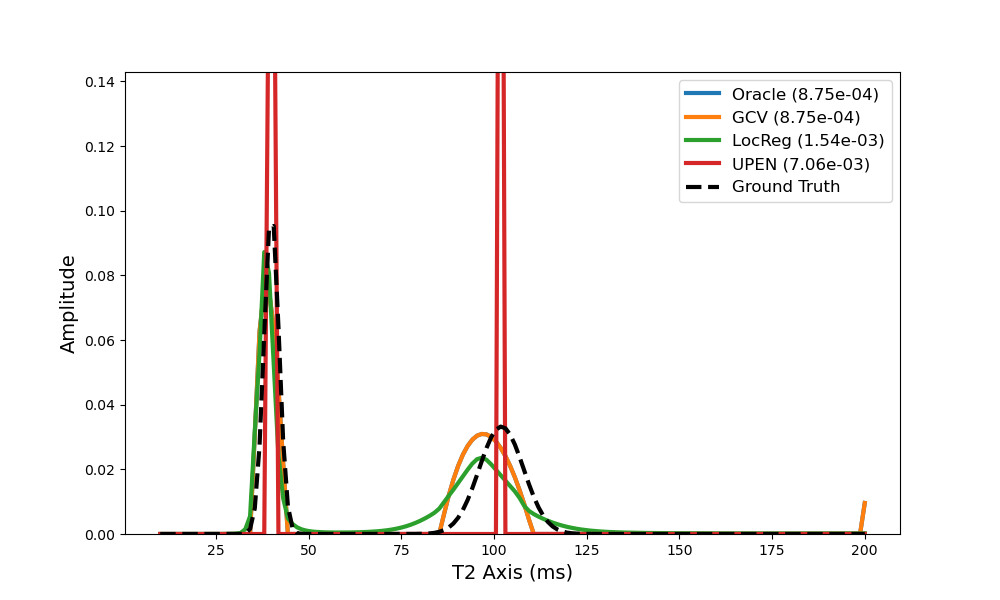 Oracle (8.75e-04)
GCV (8.75e-04)
LocReg (1.54e-03)
UPEN (7.06e-03)
Ground Truth
Amplitude
0.14
0.12
0.10
0.08
0.06
0.04
0.02
0.00
25 50 75 100 125 150 175 200
T2 Axis (ms)